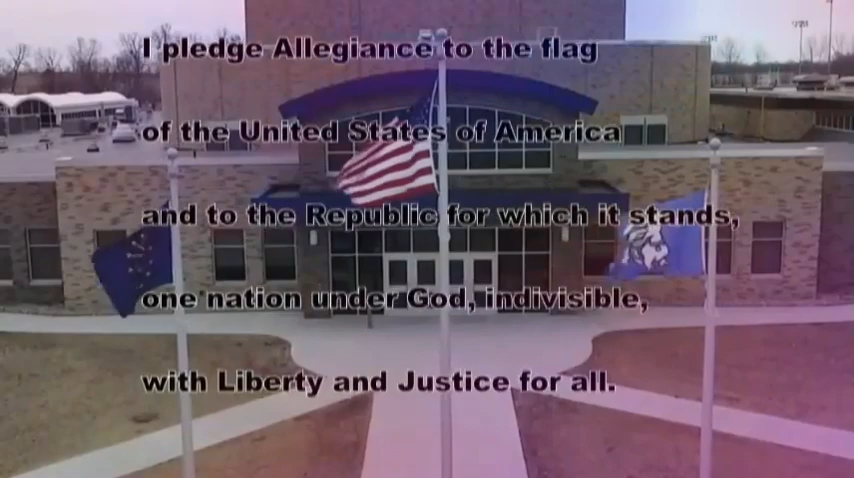 I pledge Allegiance to the flag
of the United States of America
and to the Republic for which it stands,
one nation under God, indivisible,
with Liberty and Justice for all.